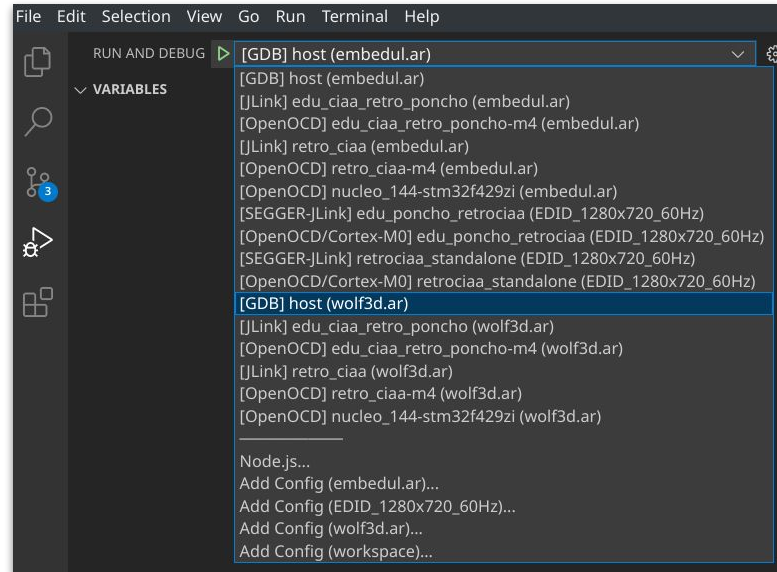 File Edit Selection View Go Run Terminal Help
RUN AND DEBUG [GDB] host (embedul.ar)
VARIABLES
[GDB] host (embedul.ar)
[JLink] edu_ciaa_retro_poncho (embedul.ar)
[OpenOCD] edu_ciaa_retro_poncho-m4 (embedul.ar)
[JLink] retro_ciaa (embedul.ar)
[OpenOCD] retro_ciaa-m4 (embedul.ar)
[OpenOCD] nucleo_144-stm32f429zi (embedul.ar)
[SEGGER-JLink] edu_poncho_retrociaa (EDID_1280x720_60Hz)
[OpenOCD/Cortex-M0] edu_poncho_retrociaa (EDID_1280x720_60Hz)
[SEGGER-JLink] retrociaa_standalone (EDID_1280x720_60Hz)
[OpenOCD/Cortex-M0] retrociaa_standalone (EDID_1280x720_60Hz)
[GDB] host (wolf3d.ar)
[JLink] edu_ciaa_retro_poncho (wolf3d.ar)
[OpenOCD] edu_ciaa_retro_poncho-m4 (wolf3d.ar)
[JLink] retro_ciaa (wolf3d.ar)
[OpenOCD] retro_ciaa-m4 (wolf3d.ar)
[OpenOCD] nucleo_144-stm32f429zi (wolf3d.ar)
Node.js...
Add Config (embedul.ar)...
Add Config (EDID_1280x720_60Hz)...
Add Config (wolf3d.ar)...
Add Config (workspace)...
3